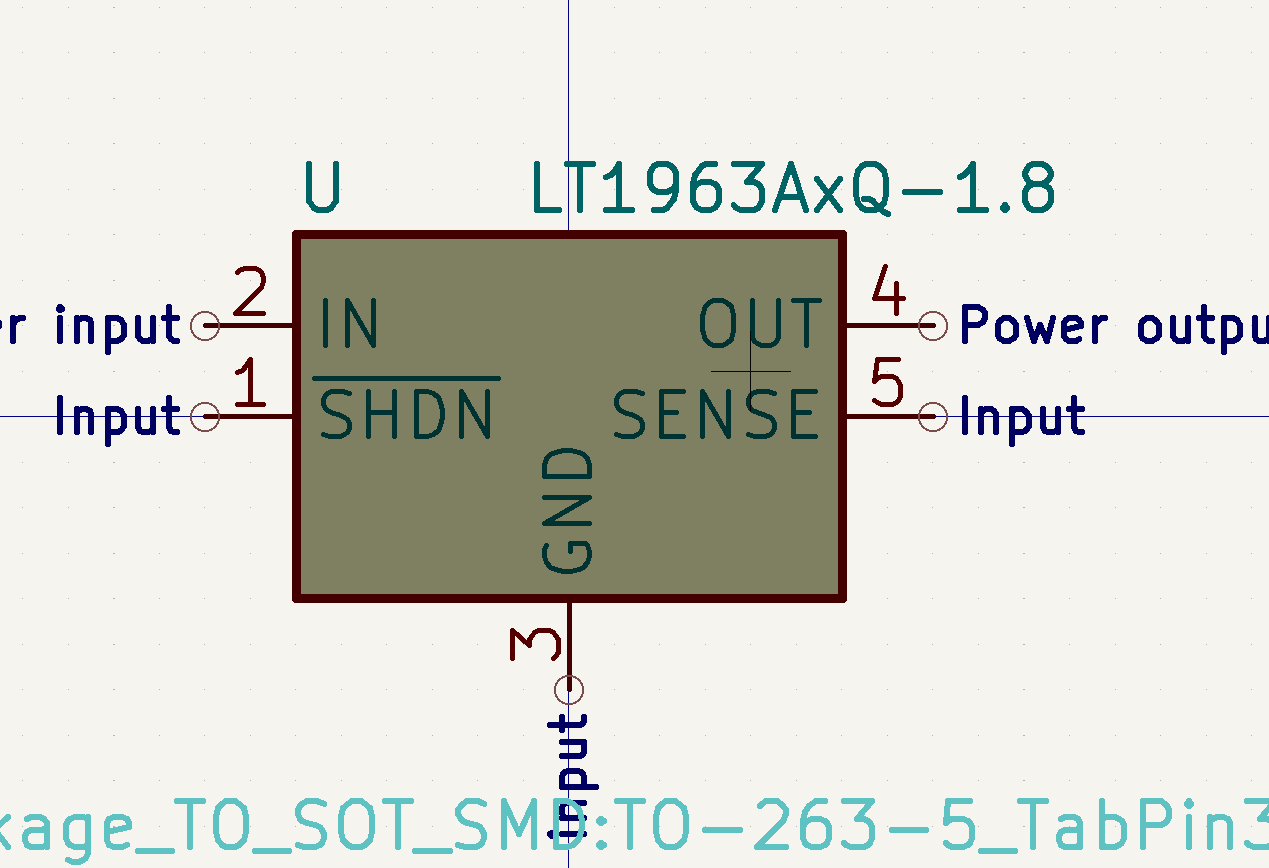 U LT1963AxQ-1.8
2 4
er input IN OUT Power outpu
1 5
Input SHDN SENSE Input
GND
3
Input
kage_TO_SOT_SMD:TO-263-5_TabPin3